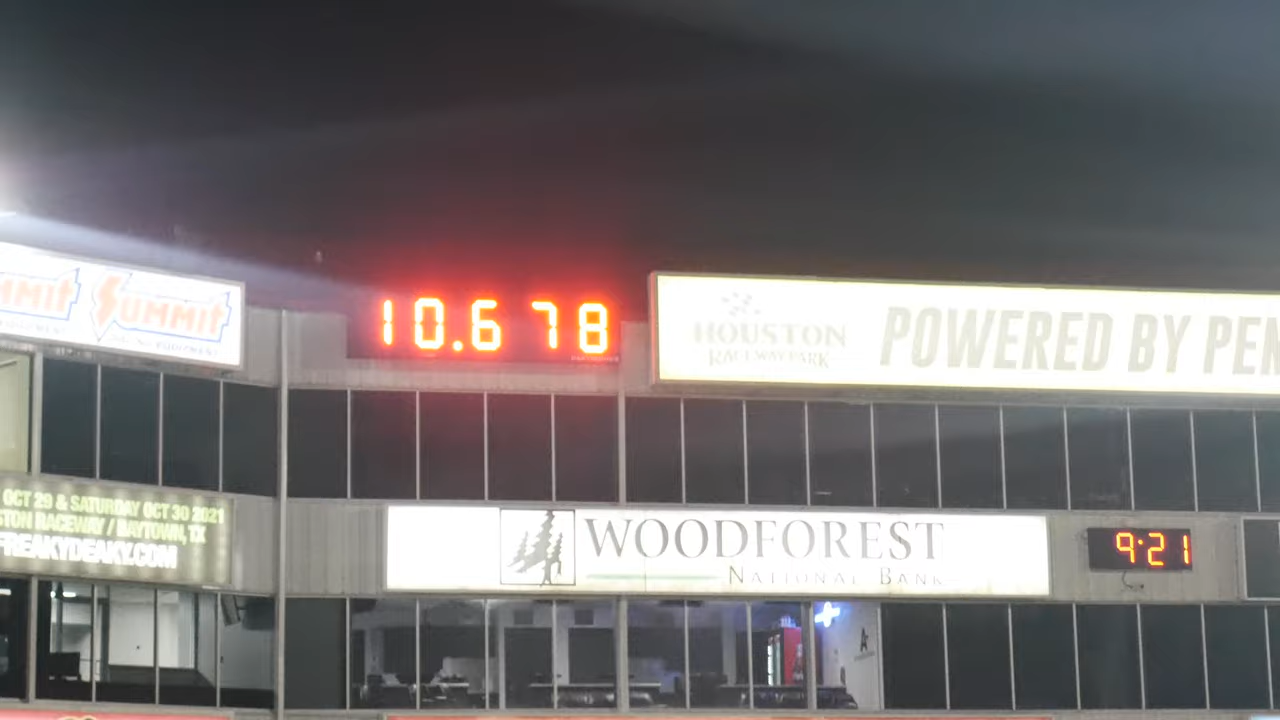 SUMMIT
10.678
HOUSTON
RACEWAY PARK
POWERED BY PEN
OCT 29 & SATURDAY OCT 30 2021
STON RACEWAY / BAYTOWN, TX
FREAKYDEAKY.COM
WOODFOREST
NATIONAL BANK
9:21